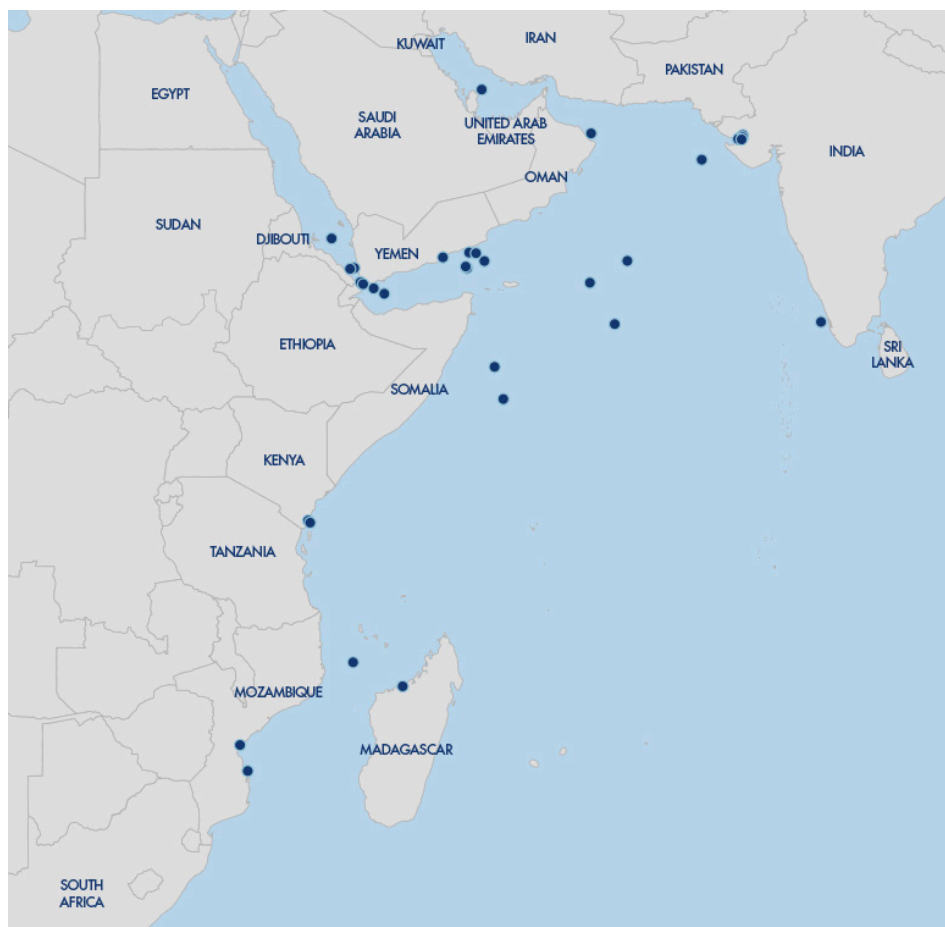 KUWAIT
IRAN
PAKISTAN
EGYPT
SAUDI
ARABIA
UNITED ARAB
EMIRATES
INDIA
OMAN
SUDAN
DJIBOUTI
YEMEN
ETHIOPIA
SRI
LANKA
SOMALIA
KENYA
TANZANIA
MOZAMBIQUE
MADAGASCAR
SOUTH
AFRICA